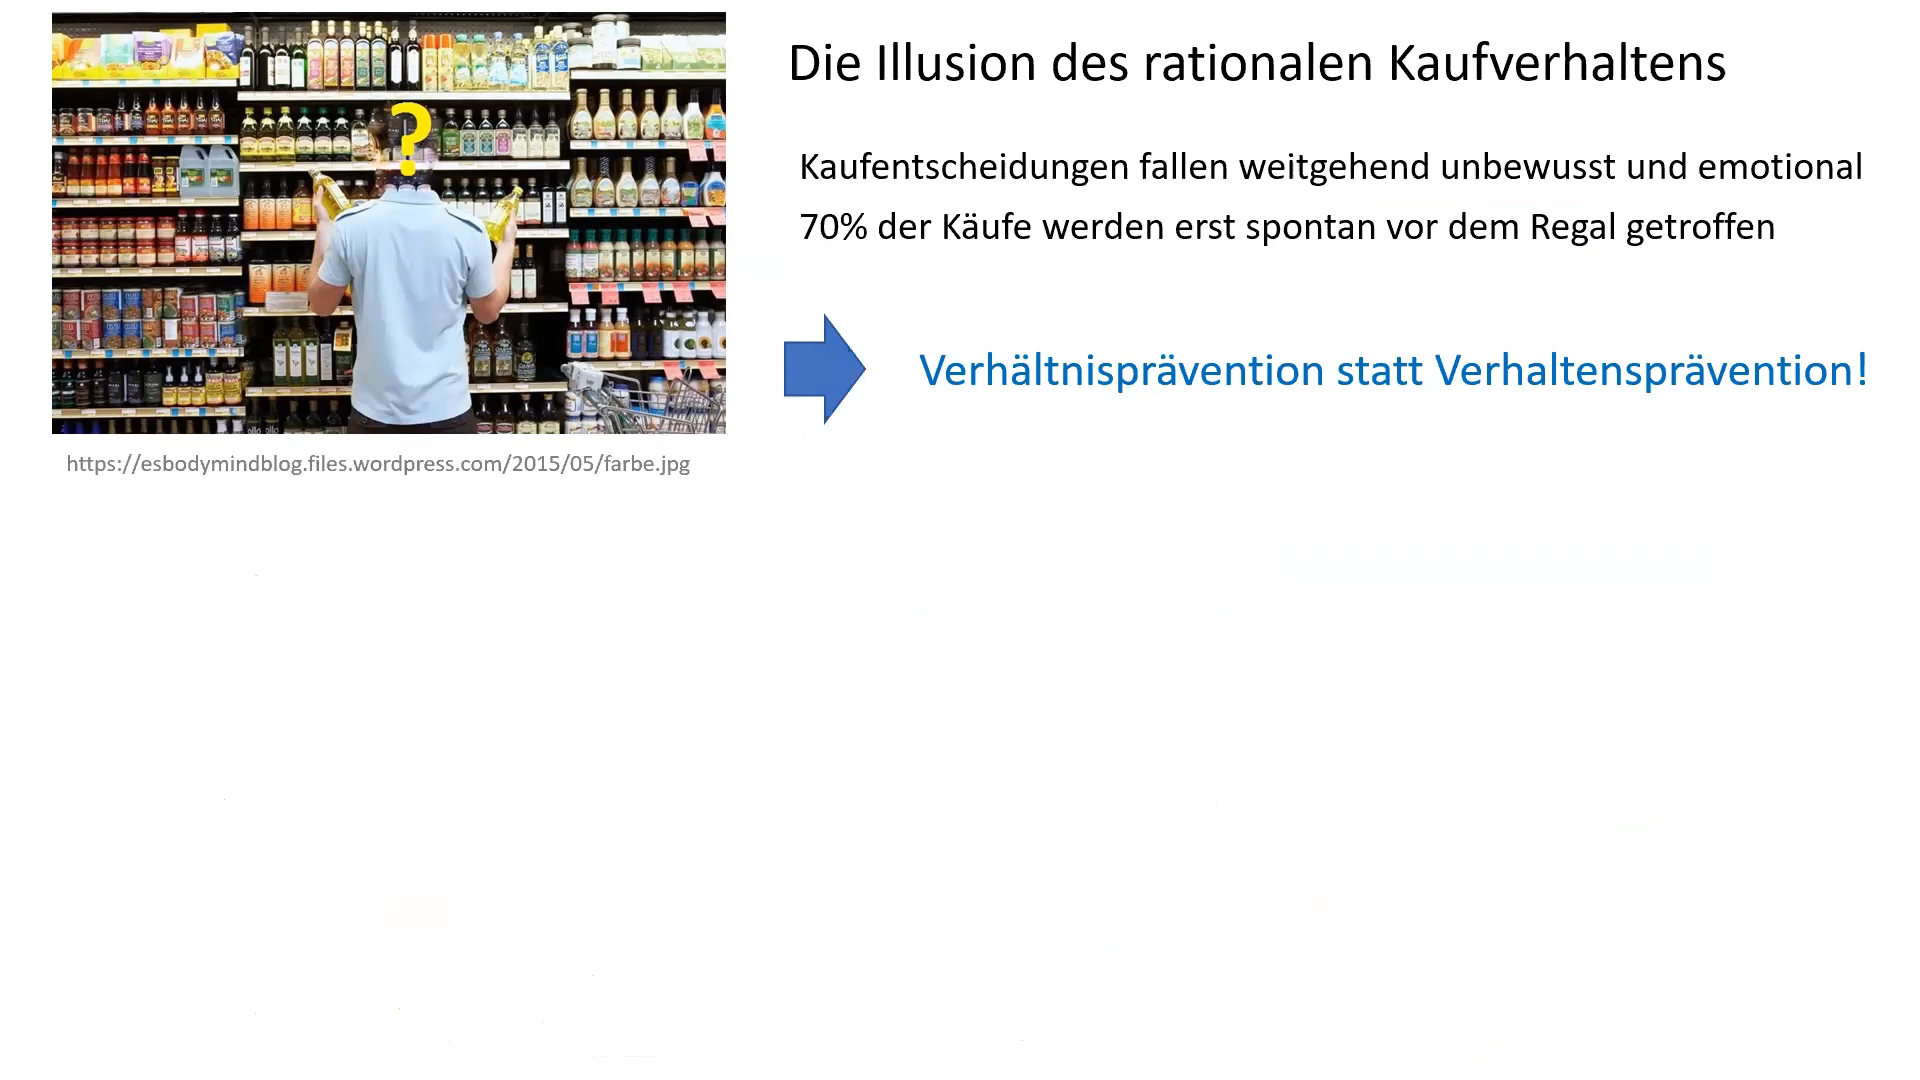 Die Illusion des rationalen Kaufverhaltens
?
Kaufentscheidungen fallen weitgehend unbewusst und emotional
70% der Käufe werden erst spontan vor dem Regal getroffen
Verhältnisprävention statt Verhaltensprävention!
https://esbodymindblog.files.wordpress.com/2015/05/farbe.jpg